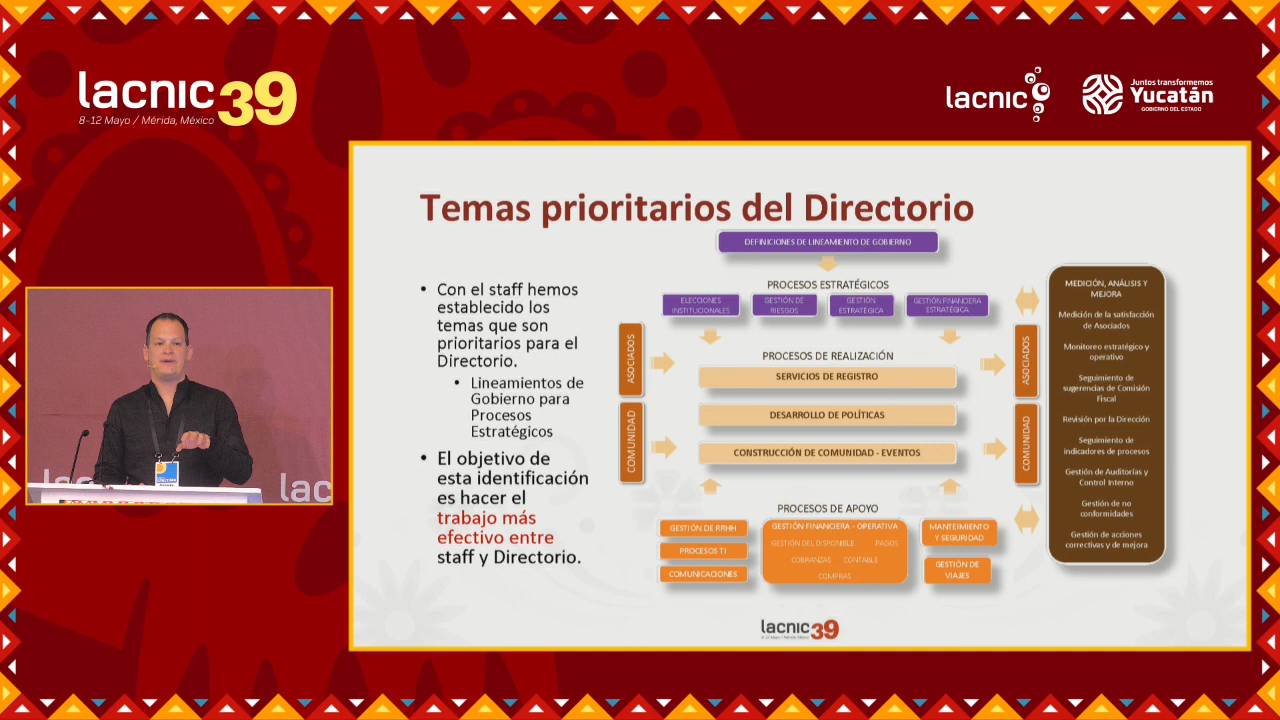 lacnic39
8-12 Mayo / Mérida, México
lacnic
Juntos transformemos
Yucatán
GOBIERNO DEL ESTADO
Temas prioritarios del Directorio
• Con el staff hemos
establecido los
temas que son
prioritarios para el
Directorio.
• Lineamientos de
Gobierno para
Procesos
Estratégicos
• El objetivo de
esta identificación
es hacer el
trabajo más
efectivo entre
staff y Directorio.
DEFINICIONES DE LINEAMIENTO DE GOBIERNO
PROCESOS ESTRATÉGICOS
ELECCIONES
INSTITUCIONALES
GESTIÓN DE
RIESGOS
GESTIÓN
ESTRATÉGICA
GESTIÓN FINANCIERA
ESTRATÉGICA
ASOCIADOS
COMUNIDAD
PROCESOS DE REALIZACIÓN
SERVICIOS DE REGISTRO
DESARROLLO DE POLÍTICAS
CONSTRUCCIÓN DE COMUNIDAD - EVENTOS
ASOCIADOS
COMUNIDAD
PROCESOS DE APOYO
GESTIÓN DE RRHH
PROCESOS TI
COMUNICACIONES
GESTIÓN FINANCIERA - OPERATIVA
GESTIÓN DEL DISPONIBLE PAGOS
COBRANZAS CONTABLE
COMPRAS
MANTEIMIENTO
Y SEGURIDAD
GESTIÓN DE
VIAJES
MEDICIÓN, ANÁLISIS Y
MEJORA
Medición de la satisfacción
de Asociados
Monitoreo estratégico y
operativo
Seguimiento de
sugerencias de Comisión
Fiscal
Revisión por la Dirección
Seguimiento de
indicadores de procesos
Gestión de Auditorías y
Control Interno
Gestión de no
conformidades
Gestión de acciones
correctivas y de mejora
lacnic39
8-12 Mayo / Mérida, México
lac